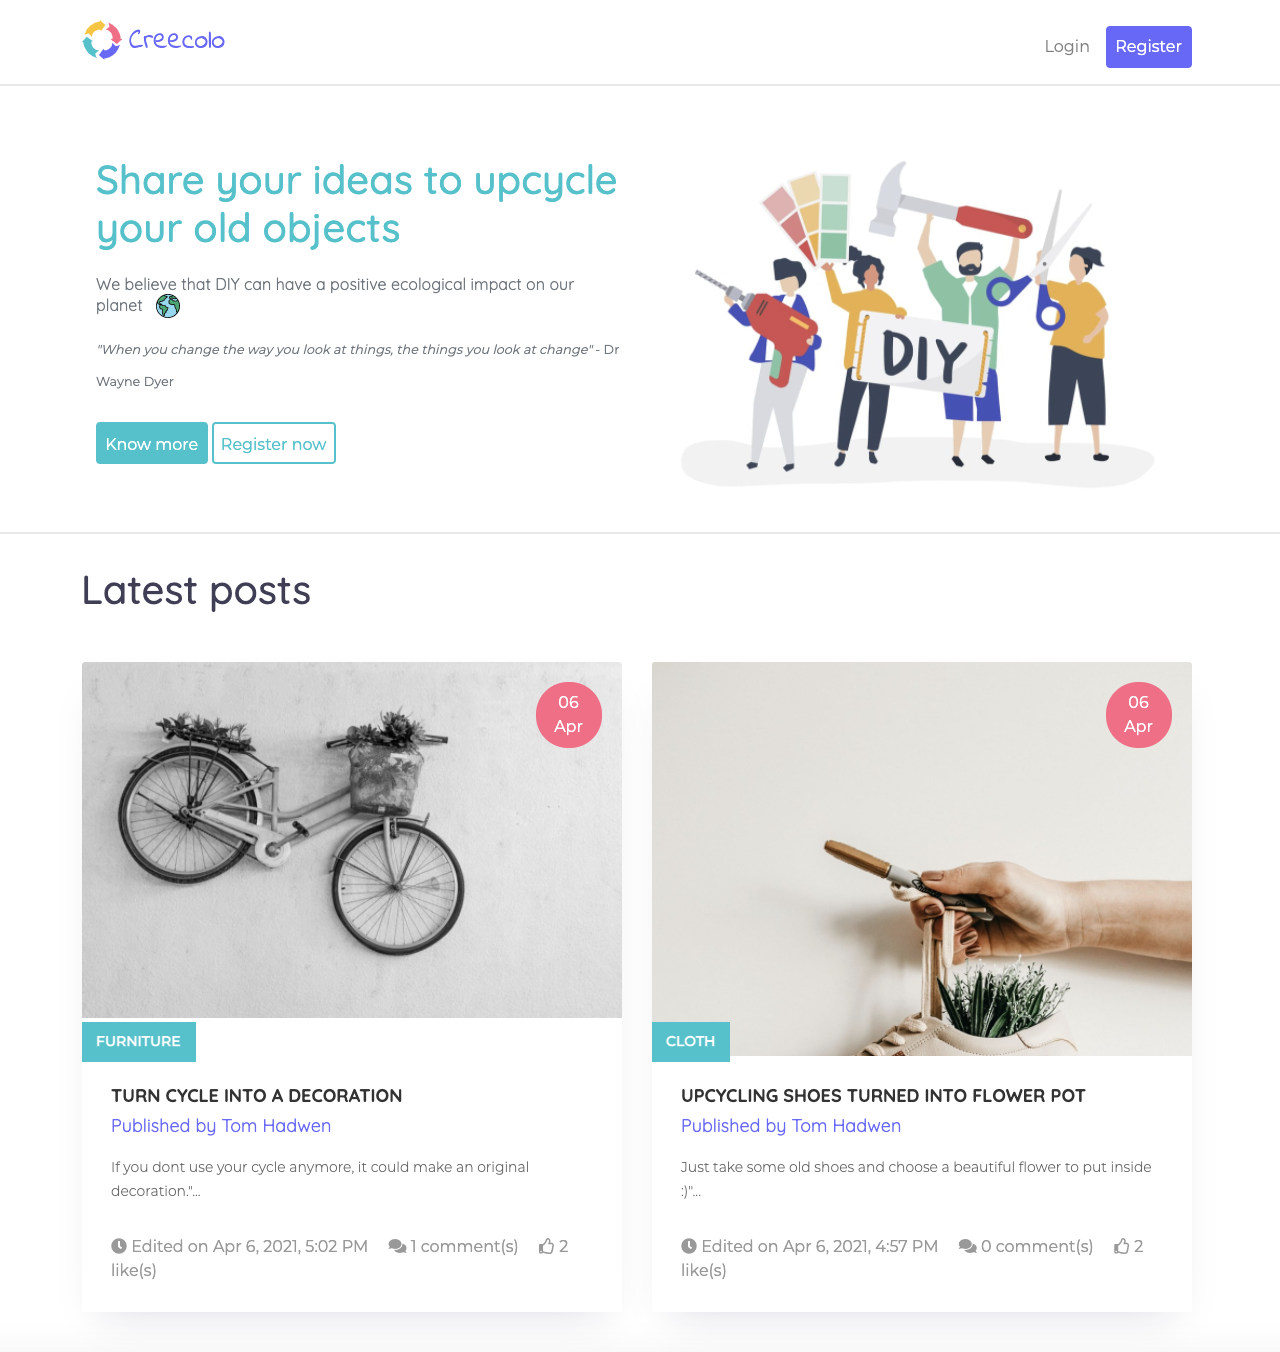 Creecolo
Login
Register
Share your ideas to upcycle
your old objects
We believe that DIY can have a positive ecological impact on our
planet
"When you change the way you look at things, the things you look at change" - Dr
Wayne Dyer
Know more
Register now
DIY
Latest posts
06
Apr
FURNITURE
TURN CYCLE INTO A DECORATION
Published by Tom Hadwen
If you dont use your cycle anymore, it could make an original
decoration."...
Edited on Apr 6, 2021, 5:02 PM 1 comment(s) 2
like(s)
06
Apr
CLOTH
UPCYCLING SHOES TURNED INTO FLOWER POT
Published by Tom Hadwen
Just take some old shoes and choose a beautiful flower to put inside
:)"...
Edited on Apr 6, 2021, 4:57 PM 0 comment(s) 2
like(s)